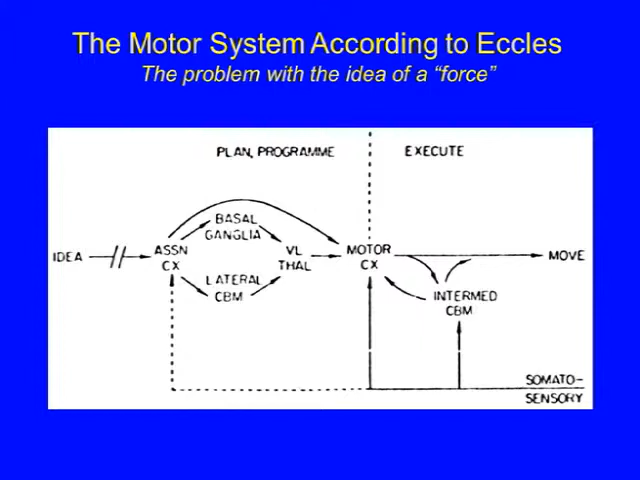 The Motor System According to Eccles
The problem with the idea of a “force”
PLAN, PROGRAMME
EXECUTE
IDEA
ASSN
CX
BASAL
GANGLIA
LATERAL
CBM
VL
THAL
MOTOR
CX
INTERMED
CBM
MOVE
SOMATO-
SENSORY